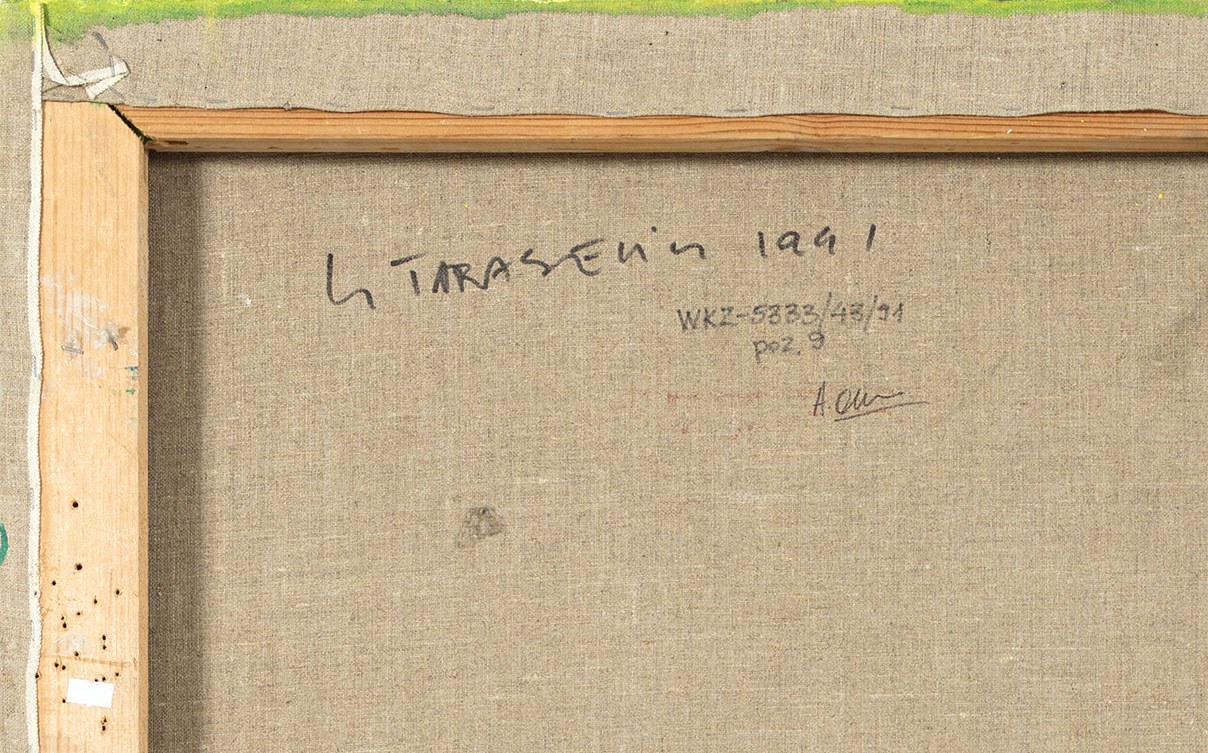 L TARASEWICZ 1991
WKZ-5333/43/91
poz. 9